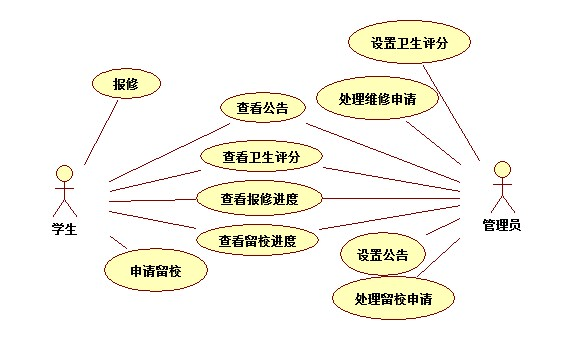 设置卫生评分
报修
处理维修申请
查看公告
查看卫生评分
查看报修进度
学生
管理员
查看留校进度
设置公告
申请留校
处理留校申请